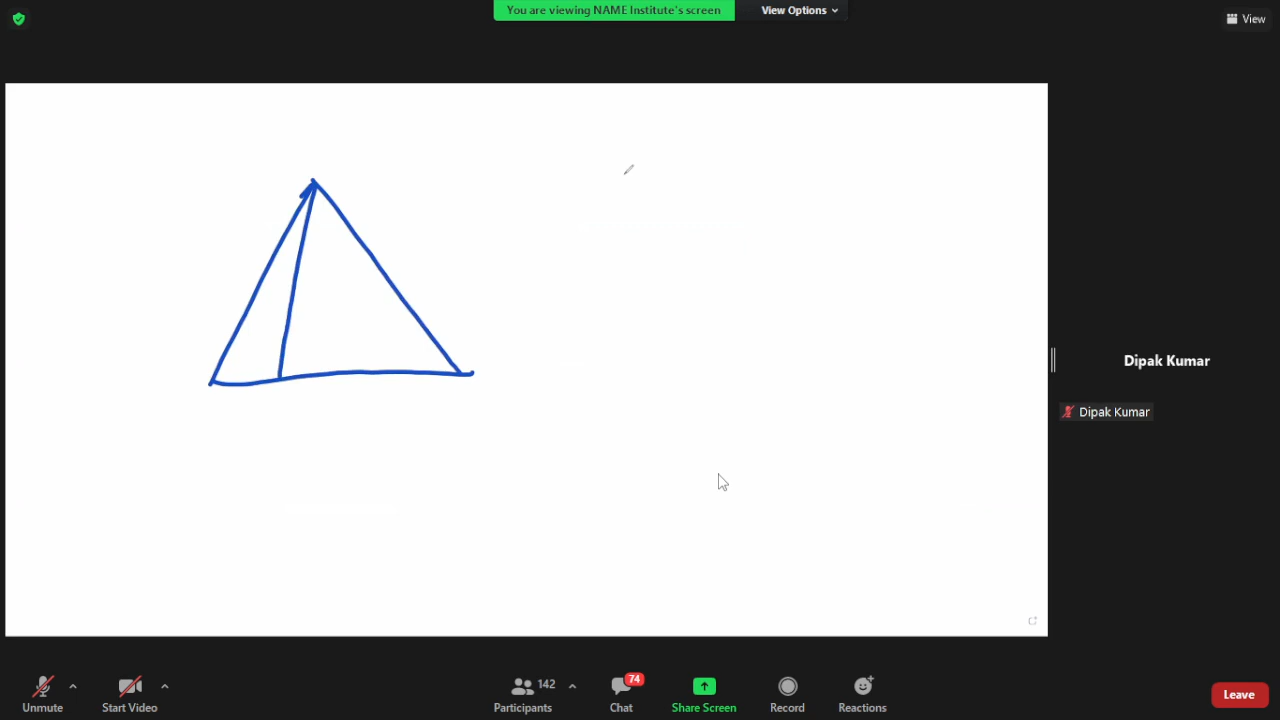 You are viewing NAME Institute's screen
View Options
View
Dipak Kumar
Dipak Kumar
142
74
Unmute
Start Video
Participants
Chat
Share Screen
Record
Reactions
Leave